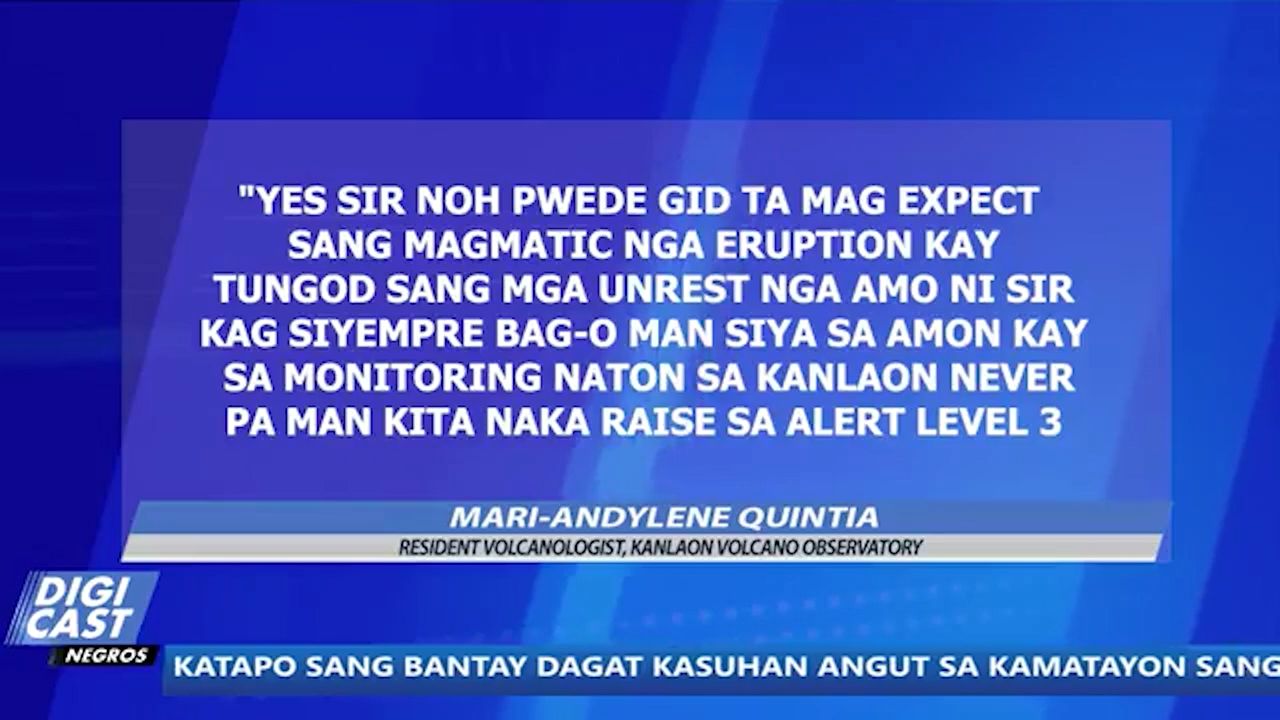 "YES SIR NOH PWEDE GID TA MAG EXPECT
SANG MAGMATIC NGA ERUPTION KAY
TUNGOD SANG MGA UNREST NGA AMO NI SIR
KAG SIYEMPRE BAG-O MAN SIYA SA AMON KAY
SA MONITORING NATON SA KANLAON NEVER
PA MAN KITA NAKA RAISE SA ALERT LEVEL 3
MARI-ANDYLENE QUINTIA
RESIDENT VOLCANOLOGIST, KANLAON VOLCANO OBSERVATORY
DIGI
CAST
NEGROS
KATAPO SANG BANTAY DAGAT KASUHAN ANGUT SA KAMATAYON SANG